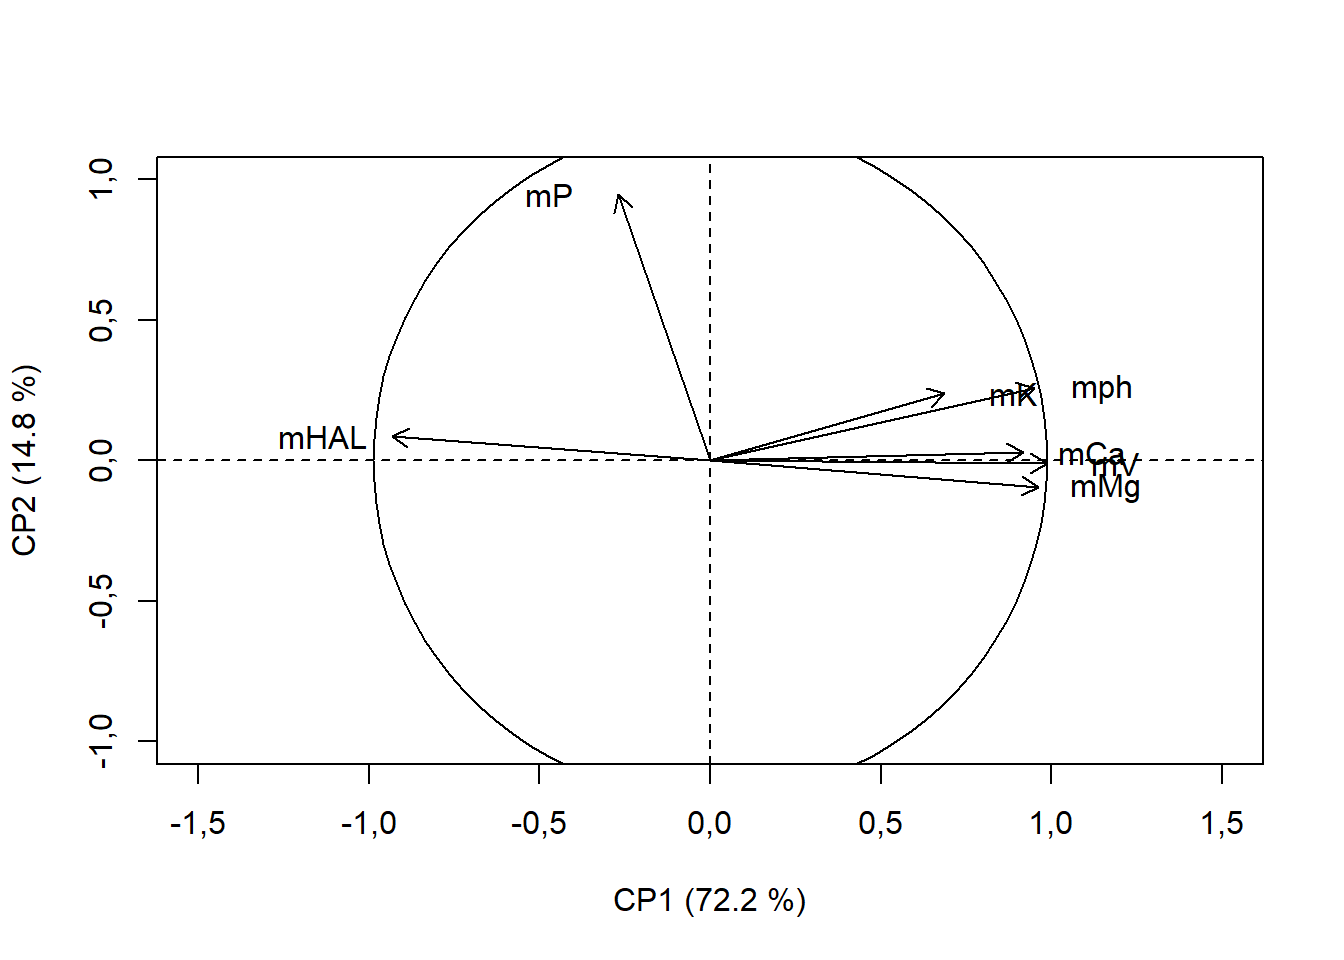 1,0
0,5
0,0
-0,5
-1,0
CP2 (14.8 %)
mP
mph
mK
mHAL
mCa
mV
mMg
-1,5 -1,0 -0,5 0,0 0,5 1,0 1,5
CP1 (72.2 %)